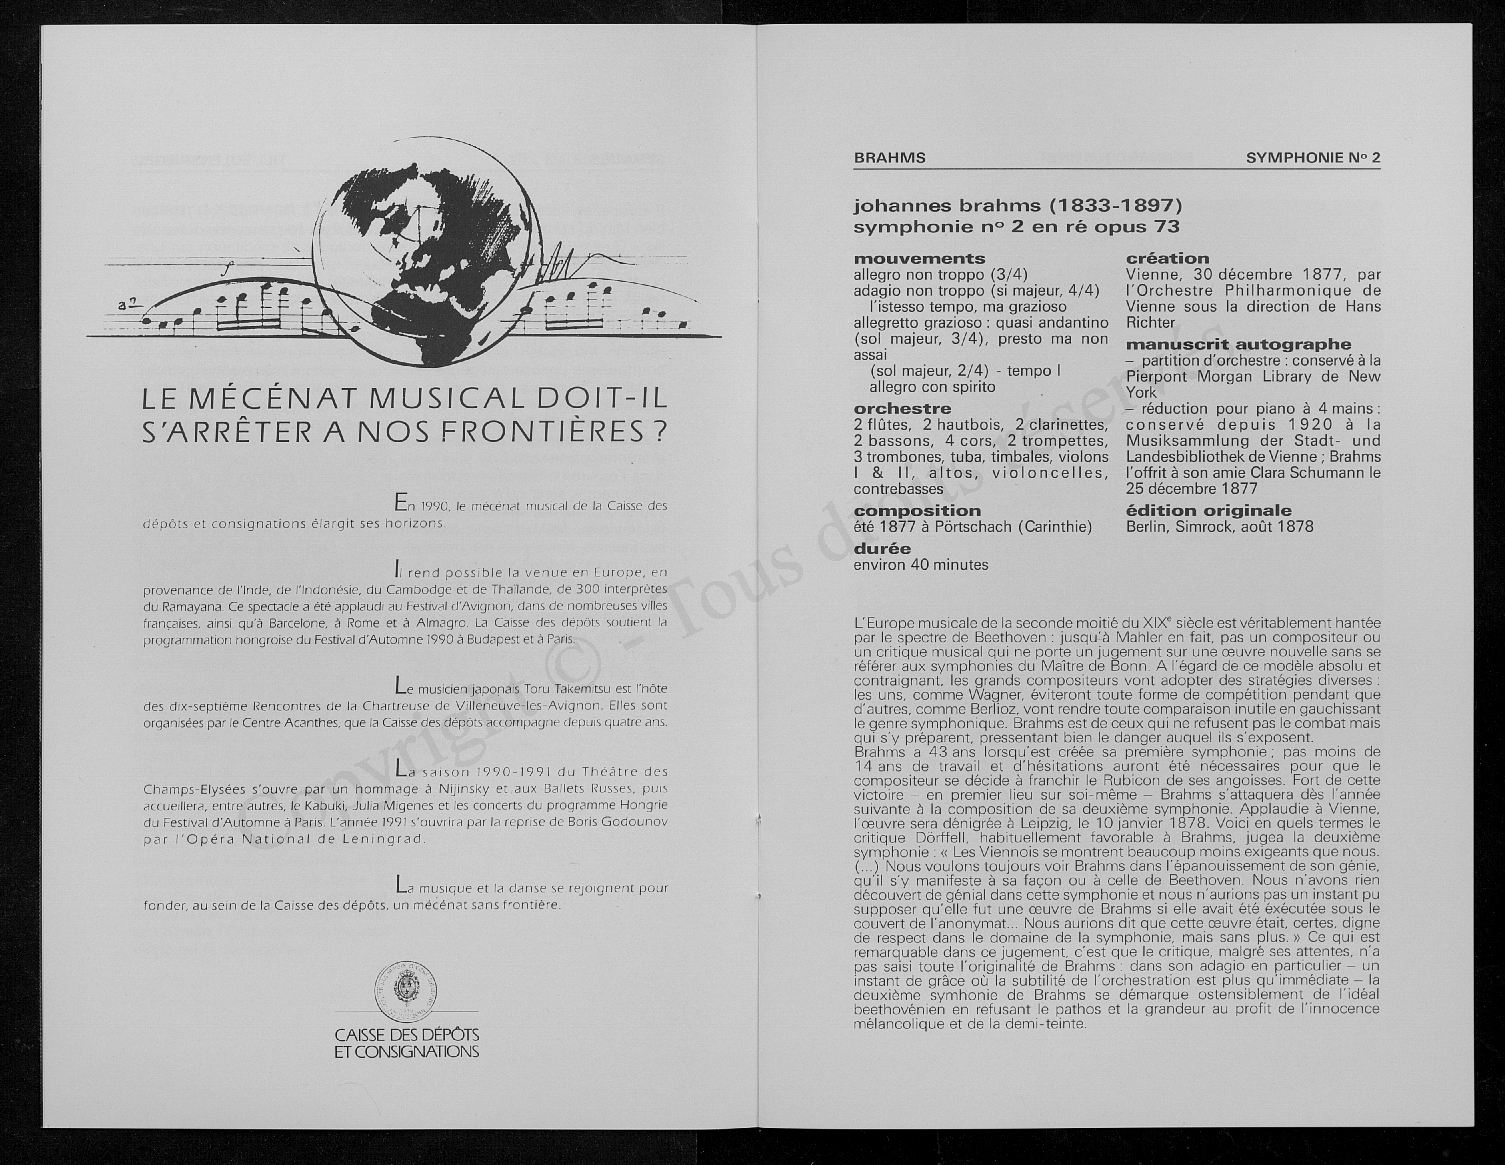 LE MÉCÉNAT MUSICAL DOIT-IL
S'ARRÊTER A NOS FRONTIÈRES ?
En 1990, le mécénat musical de la Caisse des
dépôts et consignations élargit ses horizons.
Il rend possible la venue en Europe, en
provenance de l'Inde, de l'Indonésie, du Cambodge et de Thaïlande, de 300 interprètes
du Ramayana. Ce spectacle a été applaudi au Festival d'Avignon, dans de nombreuses villes
françaises, ainsi qu'à Barcelone, à Rome et à Almagro. La Caisse des dépôts soutient la
programmation hongroise du Festival d'Automne 1990 à Budapest et à Paris.
Le musicien japonais Toru Takemitsu est l'hôte
des dix-septième Rencontres de la Chartreuse de Villeneuve-les-Avignon. Elles sont
organisées par le Centre Acanthes, que la Caisse des dépôts accompagne depuis quatre ans.
La saison 1990-1991 du Théâtre des
Champs-Elysées s'ouvre par un hommage à Nijinsky et aux Ballets Russes, puis
accueillera, entre autres, le Kabuki, Julia Migenes et les concerts du programme Hongrie
du Festival d'Automne à Paris. L'année 1991 s'ouvrira par la reprise de Boris Godounov
par l'Opéra National de Leningrad.
La musique et la danse se rejoignent pour
fonder, au sein de la Caisse des dépôts, un mécénat sans frontière.
CAISSE DES DÉPÔTS
ET CONSIGNATIONS
BRAHMS SYMPHONIE Nº 2
johannes brahms (1833-1897)
symphonie nº 2 en ré opus 73
mouvements
allegro non troppo (3/4)
adagio non troppo (si majeur, 4/4)
l'istesso tempo, ma grazioso
allegretto grazioso : quasi andantino
(sol majeur, 3/4), presto ma non
assai
(sol majeur, 2/4) - tempo I
allegro con spirito
orchestre
2 flûtes, 2 hautbois, 2 clarinettes,
2 bassons, 4 cors, 2 trompettes,
3 trombones, tuba, timbales, violons
I & II, altos, violoncelles,
contrebasses
composition
été 1877 à Pörtschach (Carinthie)
durée
environ 40 minutes
création
Vienne, 30 décembre 1877, par
l'Orchestre Philharmonique de
Vienne sous la direction de Hans
Richter
manuscrit autographe
– partition d'orchestre : conservé à la
Pierpont Morgan Library de New
York
– réduction pour piano à 4 mains :
conservé depuis 1920 à la
Musiksammlung der Stadt- und
Landesbibliothek de Vienne ; Brahms
l'offrit à son amie Clara Schumann le
25 décembre 1877
édition originale
Berlin, Simrock, août 1878
L'Europe musicale de la seconde moitié du XIXe siècle est véritablement hantée
par le spectre de Beethoven : jusqu'à Mahler en fait, pas un compositeur ou
un critique musical qui ne porte un jugement sur une œuvre nouvelle sans se
référer aux symphonies du Maître de Bonn. A l'égard de ce modèle absolu et
contraignant, les grands compositeurs vont adopter des stratégies diverses :
les uns, comme Wagner, éviteront toute forme de compétition pendant que
d'autres, comme Berlioz, vont rendre toute comparaison inutile en gauchissant
le genre symphonique. Brahms est de ceux qui ne refusent pas le combat mais
qui s'y préparent, pressentant bien le danger auquel ils s'exposent.
Brahms a 43 ans lorsqu'est créée sa première symphonie ; pas moins de
14 ans de travail et d'hésitations auront été nécessaires pour que le
compositeur se décide à franchir le Rubicon de ses angoisses. Fort de cette
victoire – en premier lieu sur soi-même – Brahms s'attaquera dès l'année
suivante à la composition de sa deuxième symphonie. Applaudie à Vienne,
l'œuvre sera dénigrée à Leipzig, le 10 janvier 1878. Voici en quels termes le
critique Dörffell, habituellement favorable à Brahms, jugea la deuxième
symphonie : « Les Viennois se montrent beaucoup moins exigeants que nous.
(...) Nous voulons toujours voir Brahms dans l'épanouissement de son génie,
qu'il s'y manifeste à sa façon ou à celle de Beethoven. Nous n'avons rien
découvert de génial dans cette symphonie et nous n'aurions pas un instant pu
supposer qu'elle fut une œuvre de Brahms si elle avait été éxécutée sous le
couvert de l'anonymat... Nous aurions dit que cette œuvre était, certes, digne
de respect dans le domaine de la symphonie, mais sans plus. » Ce qui est
remarquable dans ce jugement, c'est que le critique, malgré ses attentes, n'a
pas saisi toute l'originalité de Brahms : dans son adagio en particulier – un
instant de grâce où la subtilité de l'orchestration est plus qu'immédiate – la
deuxième symhonie de Brahms se démarque ostensiblement de l'idéal
beethovénien en refusant le pathos et la grandeur au profit de l'innocence
mélancolique et de la demi-teinte.
Copyright © - Tous droits réservés